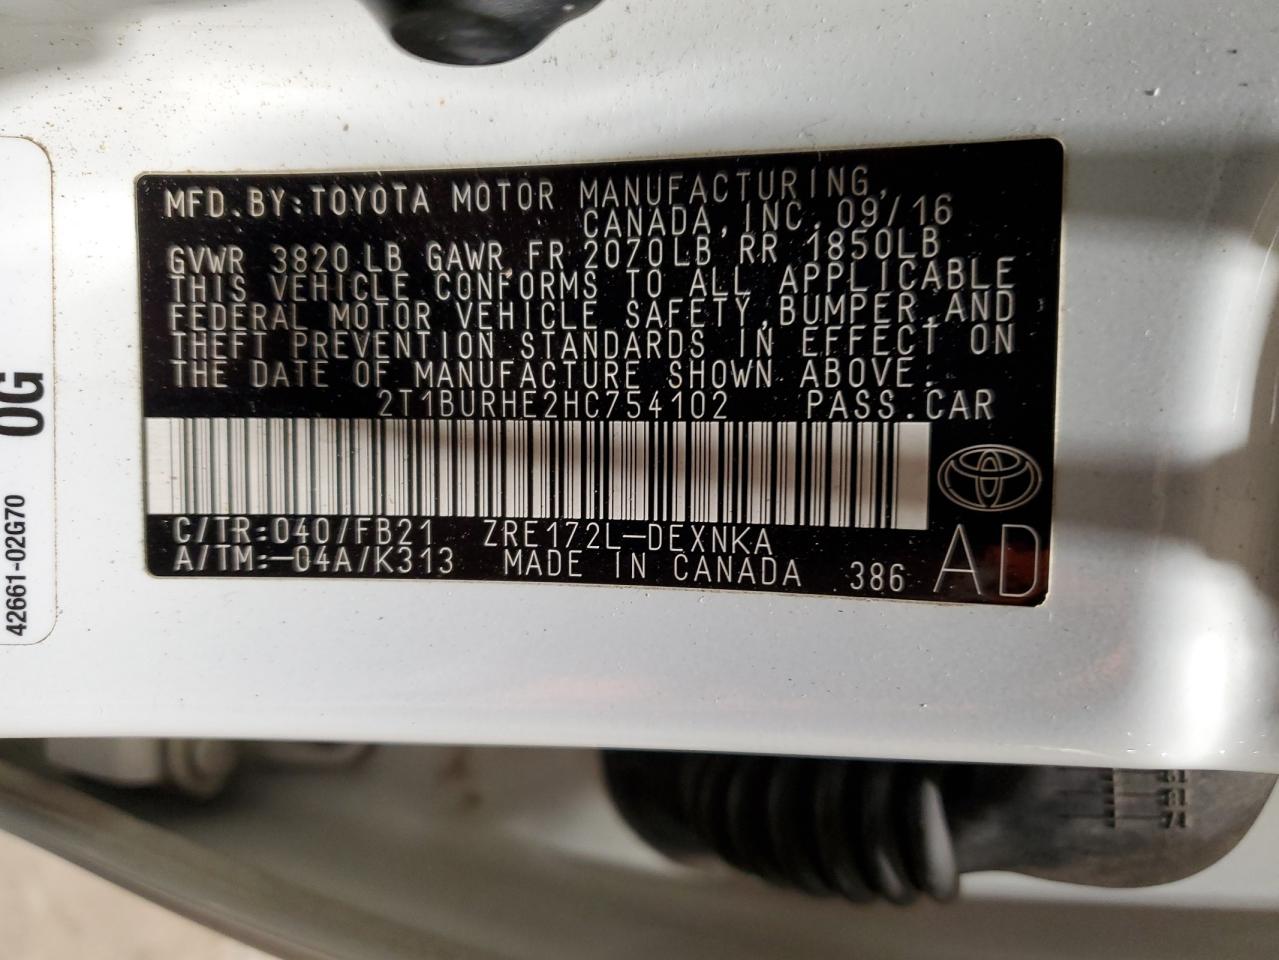 MFD.BY:TOYOTA MOTOR MANUFACTURING,
CANADA,INC.09/16
GVWR 3820 LB GAWR FR 2070LB RR 1850LB
THIS VEHICLE CONFORMS TO ALL APPLICABLE
FEDERAL MOTOR VEHICLE SAFETY,BUMPER,AND
THEFT PREVENTION STANDARDS IN EFFECT ON
THE DATE OF MANUFACTURE SHOWN ABOVE.
2T1BURHE2HC754102 PASS.CAR
C/TR:040/FB21 ZRE172L-DEXNKA
A/TM:-04A/K313 MADE IN CANADA 386 AD
42661-02G70 0G